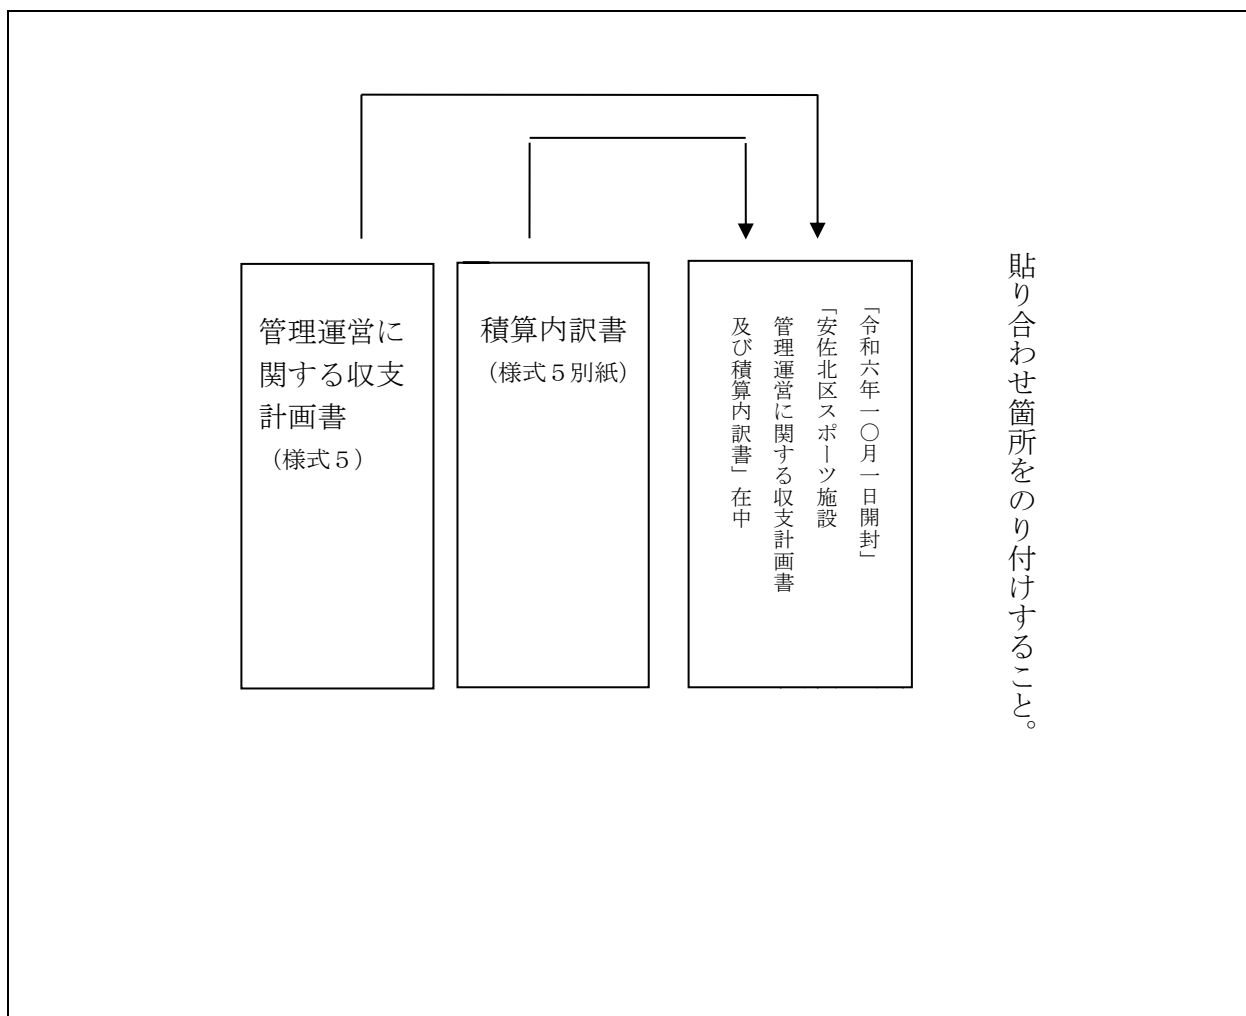 貼り合わせ箇所をのり付けすること。
「令和六年一〇月一日開封」
「安佐北区スポーツ施設
管理運営に関する収支計画書
及び積算内訳書」在中
積算内訳書
（様式５別紙）
管理運営に
関する収支
計画書
（様式５）